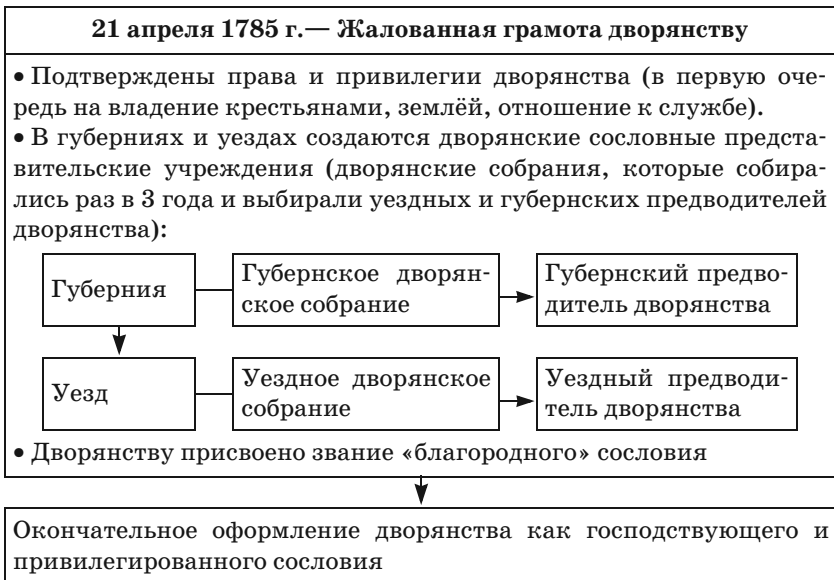 21 апреля 1785 г.— Жалованная грамота дворянству
• Подтверждены права и привилегии дворянства (в первую оче-
редь на владение крестьянами, землёй, отношение к службе).
• В губерниях и уездах создаются дворянские сословные предста-
вительские учреждения (дворянские собрания, которые собира-
лись раз в 3 года и выбирали уездных и губернских предводителей
дворянства):
Губерния
Губернское дворян-
ское собрание
Губернский предво-
дитель дворянства
Уезд
Уездное дворянское
собрание
Уездный предводи-
тель дворянства
• Дворянству присвоено звание «благородного» сословия
Окончательное оформление дворянства как господствующего и
привилегированного сословия